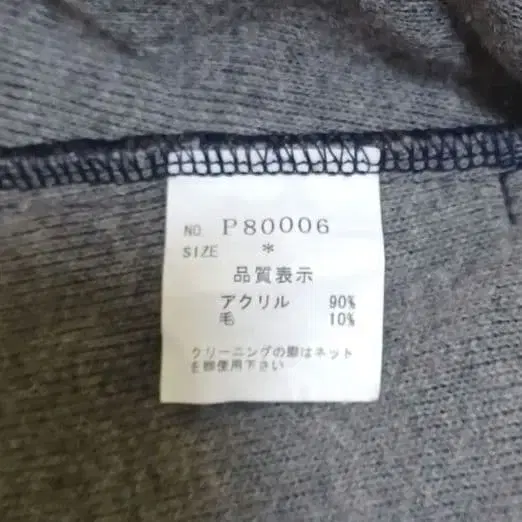 NO. P80006
SIZE *
品質表示
アクリル 90%
毛 10%
クリーニングの際はネット
を御使用下さい